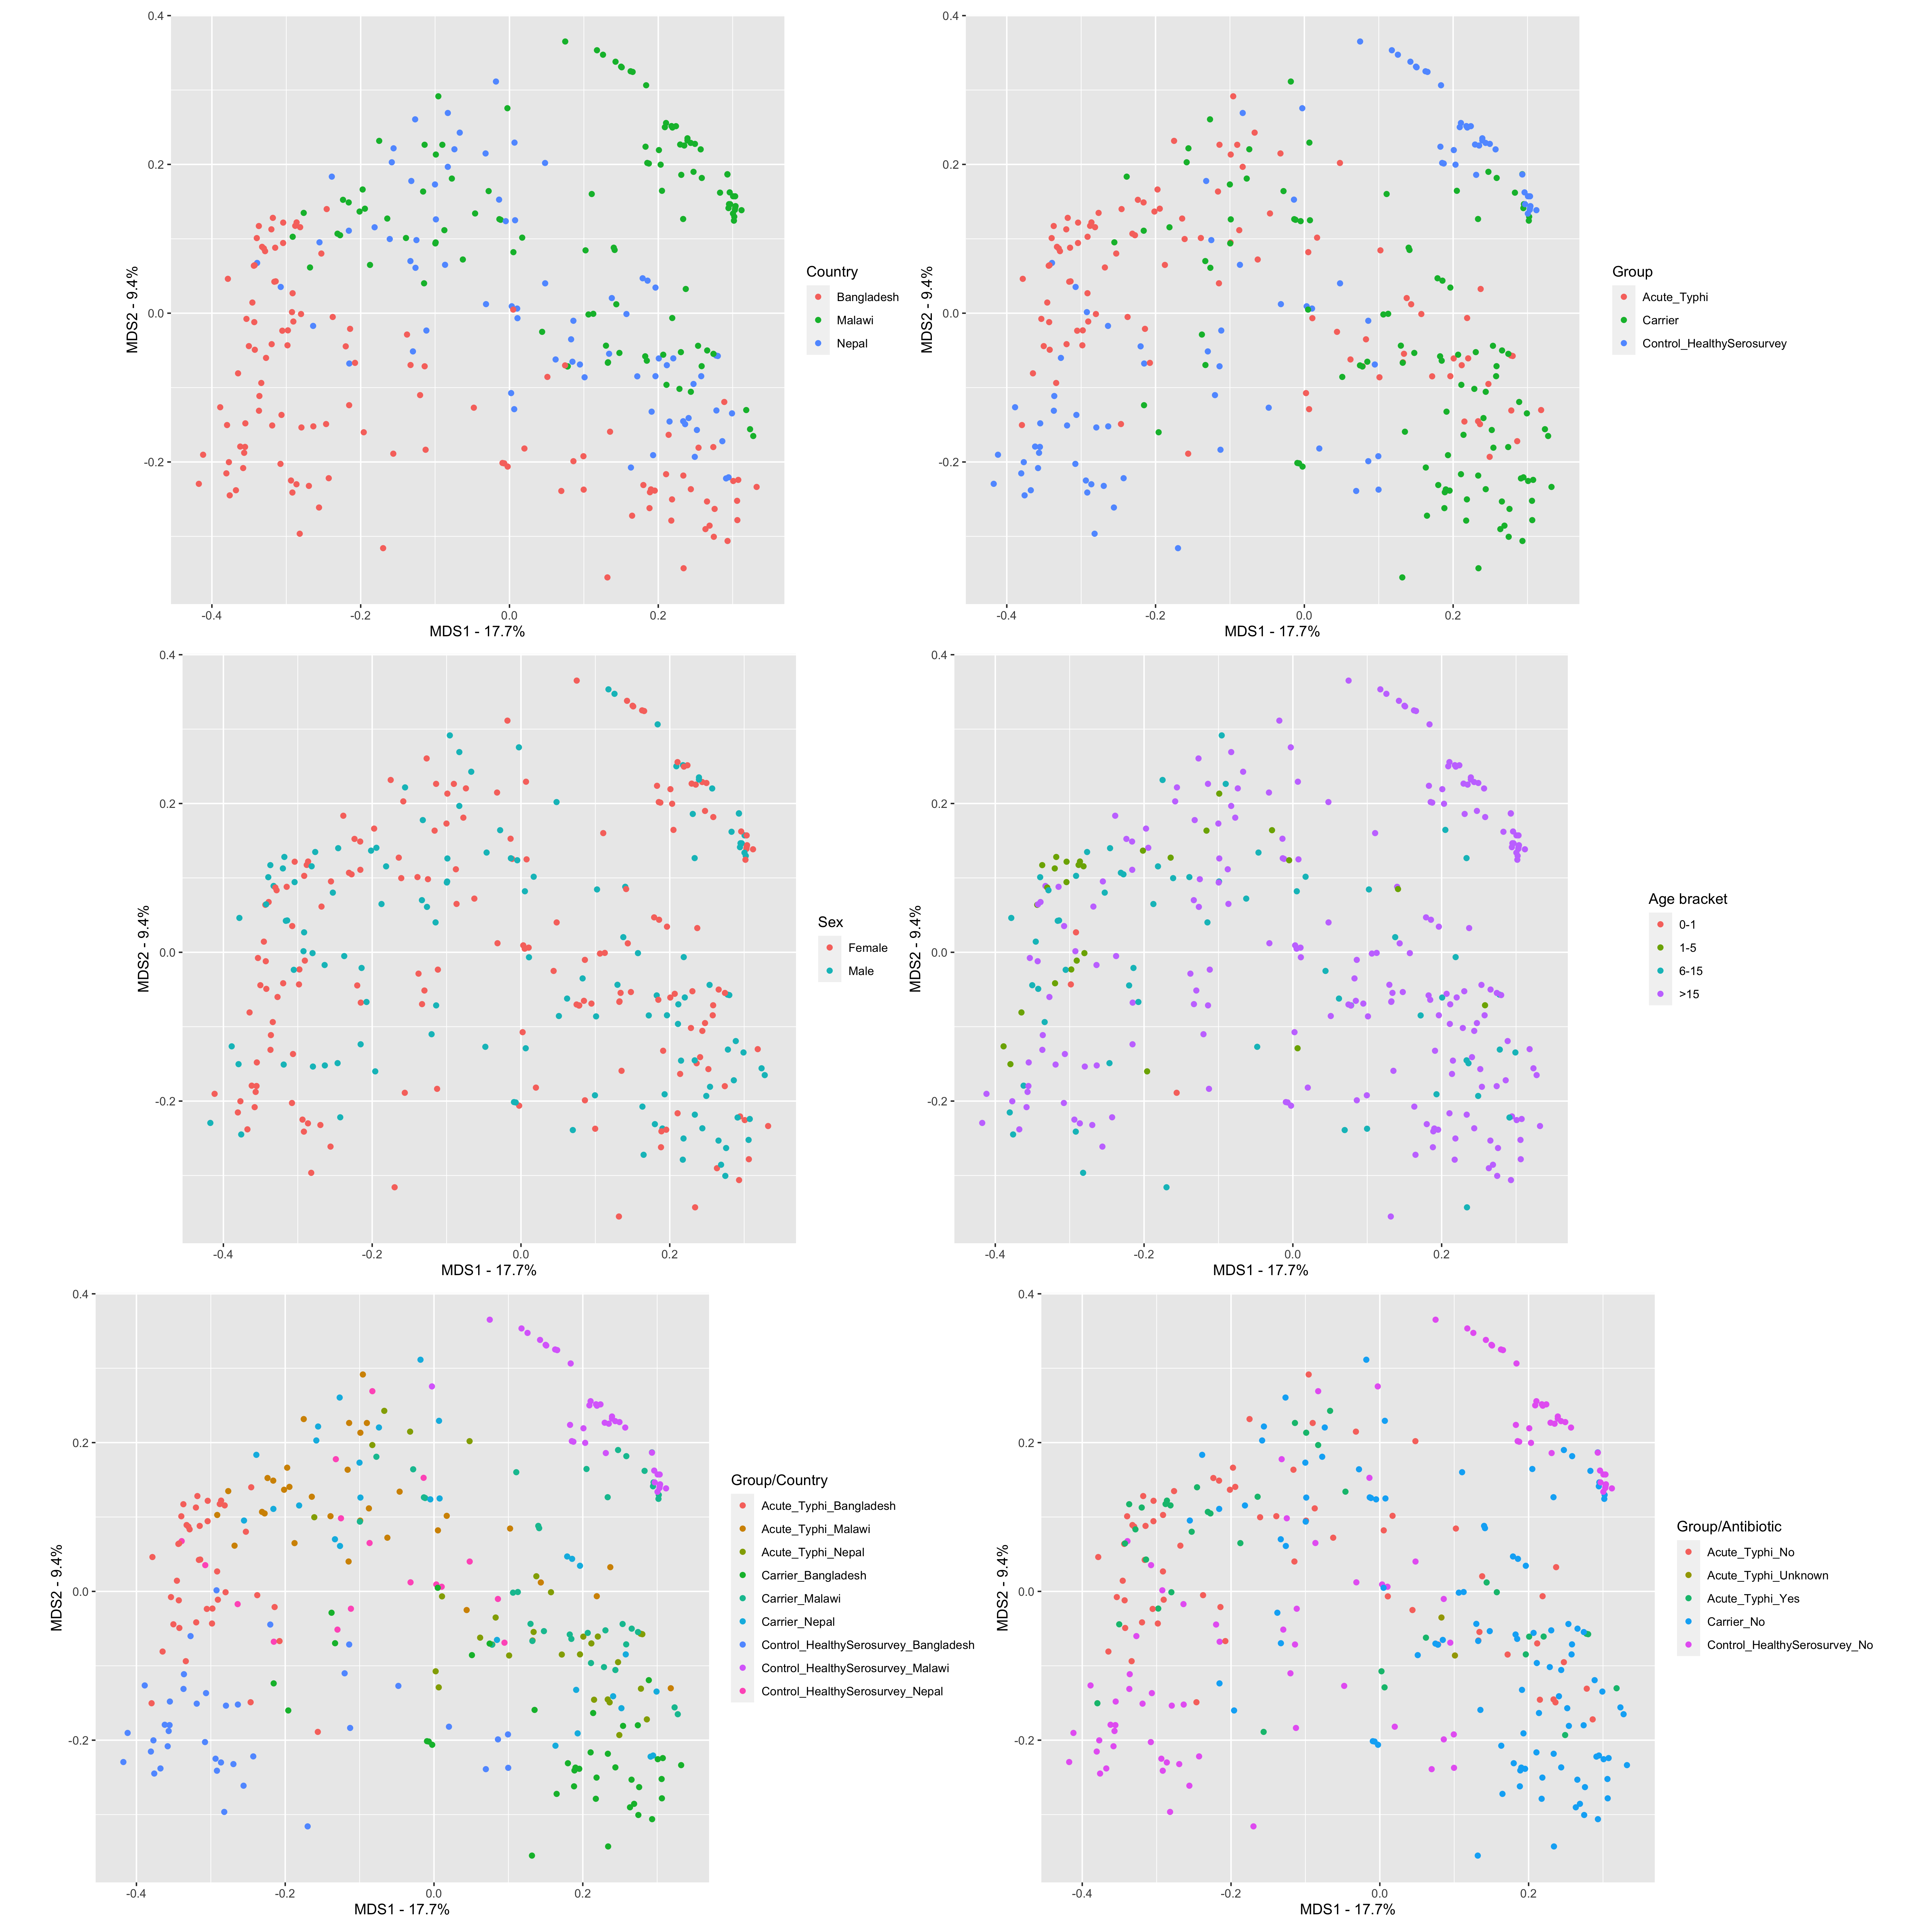 0.4
0.2
0.0
-0.2
MDS2 - 9.4%
-0.4 -0.2 0.0 0.2
MDS1 - 17.7%
Country
Bangladesh
Malawi
Nepal
0.4
0.2
0.0
-0.2
MDS2 - 9.4%
-0.4 -0.2 0.0 0.2
MDS1 - 17.7%
Group
Acute_Typhi
Carrier
Control_HealthySerosurvey
0.4
0.2
0.0
-0.2
MDS2 - 9.4%
-0.4 -0.2 0.0 0.2
MDS1 - 17.7%
Sex
Female
Male
0.4
0.2
0.0
-0.2
MDS2 - 9.4%
-0.4 -0.2 0.0 0.2
MDS1 - 17.7%
Age bracket
0-1
1-5
6-15
>15
0.4
0.2
0.0
-0.2
MDS2 - 9.4%
-0.4 -0.2 0.0 0.2
MDS1 - 17.7%
Group/Country
Acute_Typhi_Bangladesh
Acute_Typhi_Malawi
Acute_Typhi_Nepal
Carrier_Bangladesh
Carrier_Malawi
Carrier_Nepal
Control_HealthySerosurvey_Bangladesh
Control_HealthySerosurvey_Malawi
Control_HealthySerosurvey_Nepal
0.4
0.2
0.0
-0.2
MDS2 - 9.4%
-0.4 -0.2 0.0 0.2
MDS1 - 17.7%
Group/Antibiotic
Acute_Typhi_No
Acute_Typhi_Unknown
Acute_Typhi_Yes
Carrier_No
Control_HealthySerosurvey_No